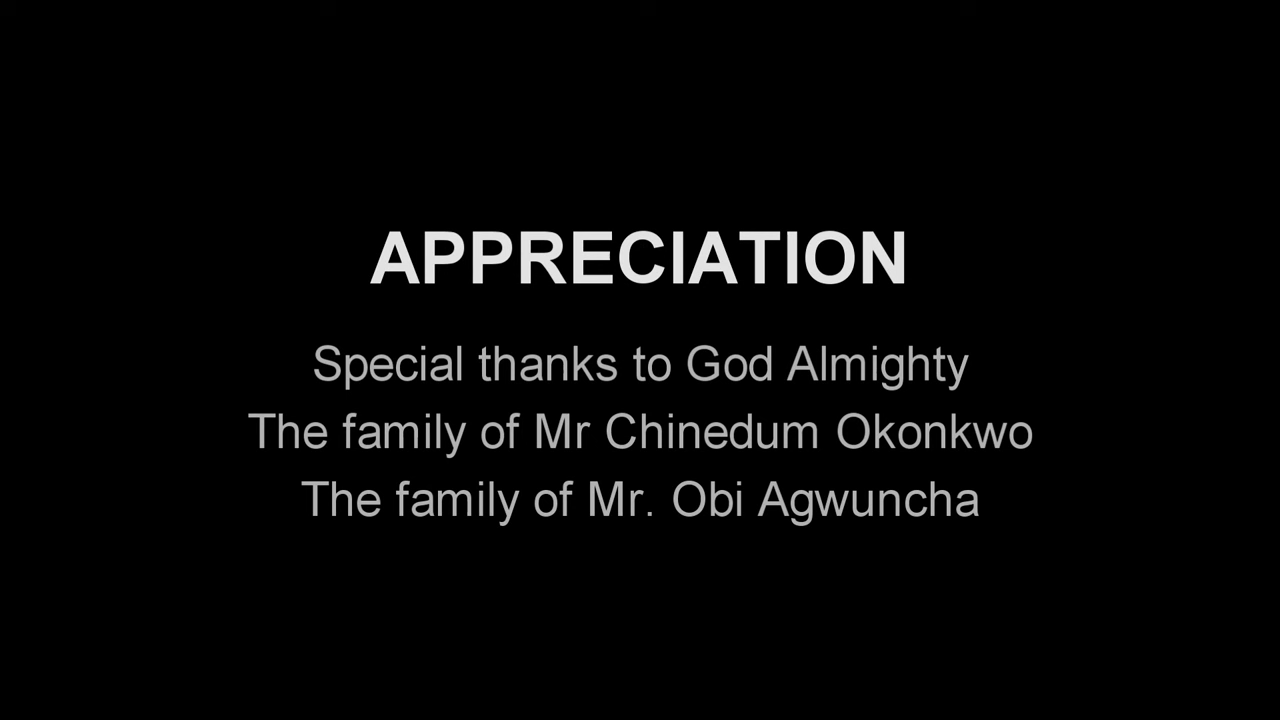 APPRECIATION
Special thanks to God Almighty
The family of Mr Chinedum Okonkwo
The family of Mr. Obi Agwuncha